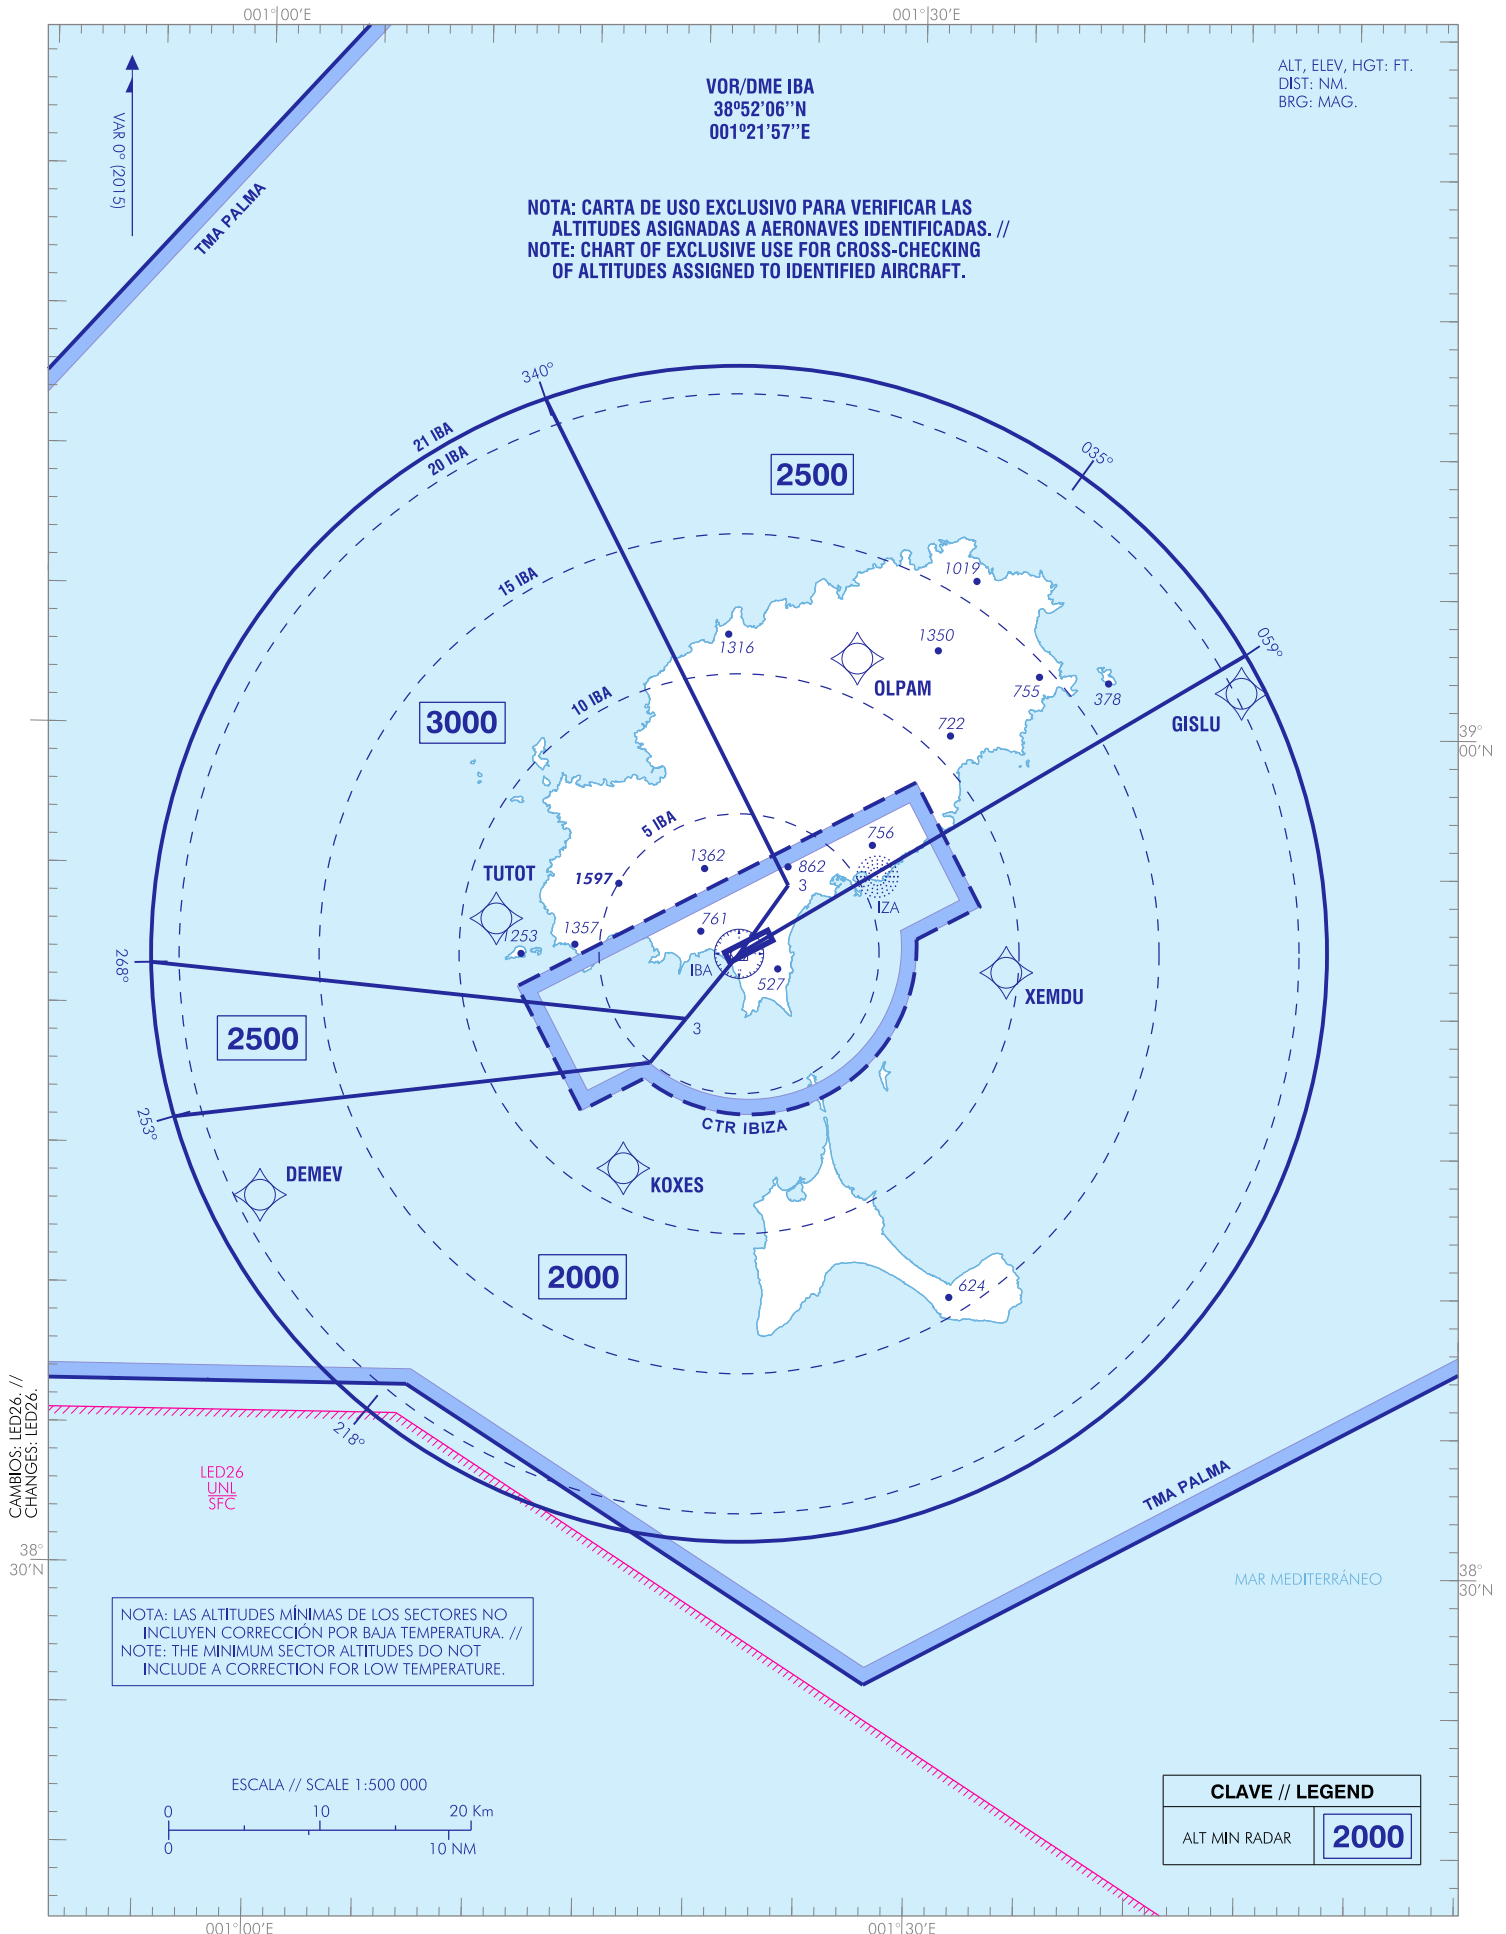 001°00'E
001°30'E
ALT, ELEV, HGT: FT.
DIST: NM.
BRG: MAG.
VOR/DME IBA
38º52'06''N
001º21'57''E
VAR 0° (2015)
TMA PALMA
NOTA: CARTA DE USO EXCLUSIVO PARA VERIFICAR LAS
ALTITUDES ASIGNADAS A AERONAVES IDENTIFICADAS. //
NOTE: CHART OF EXCLUSIVE USE FOR CROSS-CHECKING
OF ALTITUDES ASSIGNED TO IDENTIFIED AIRCRAFT.
340°
21 IBA
20 IBA
035°
2500
15 IBA
1019
1316
1350
059°
OLPAM
755
378
10 IBA
3000
722
GISLU
39°
00'N
5 IBA
756
1362
862
TUTOT
1597
3
IZA
1253
1357
761
268°
IBA
527
XEMDU
3
2500
253°
CTR IBIZA
DEMEV
KOXES
2000
624
218°
CAMBIOS: LED26. //
CHANGES: LED26.
LED26
UNL
SFC
TMA PALMA
38°
30'N
38°
30'N
MAR MEDITERRÁNEO
NOTA: LAS ALTITUDES MÍNIMAS DE LOS SECTORES NO
INCLUYEN CORRECCIÓN POR BAJA TEMPERATURA. //
NOTE: THE MINIMUM SECTOR ALTITUDES DO NOT
INCLUDE A CORRECTION FOR LOW TEMPERATURE.
ESCALA // SCALE 1:500 000
0 10 20 Km
0 10 NM
CLAVE // LEGEND
ALT MIN RADAR 2000
001°00'E
001°30'E